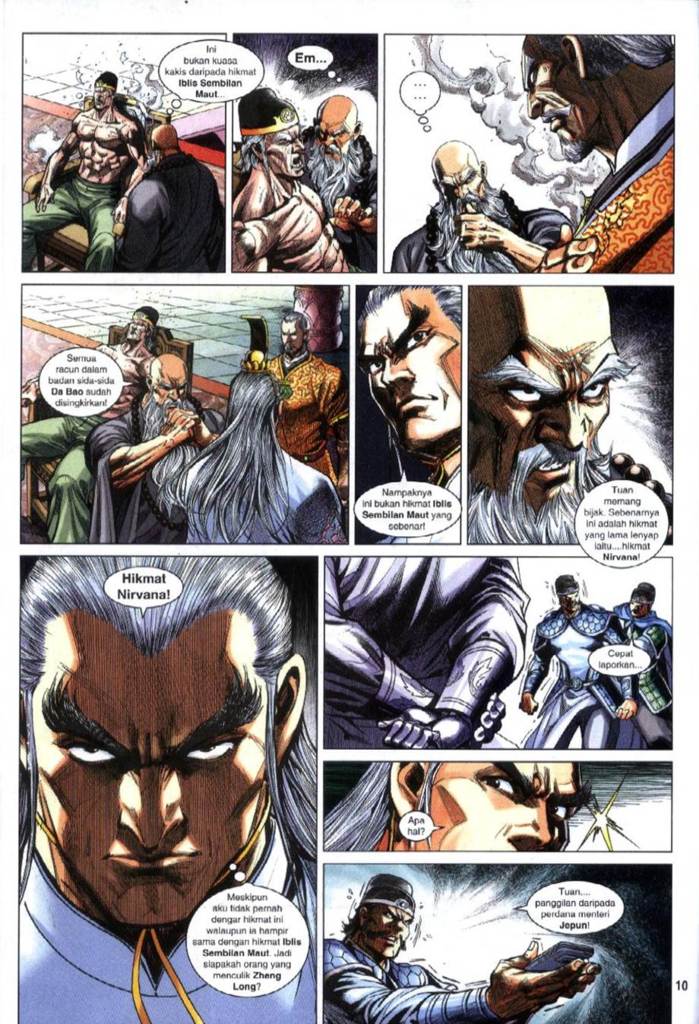 Ini
bukan kuasa
kakis daripada hikmat
Iblis Sembilan
Maut...
Em...
... ...
Semua
racun dalam
badan sida-sida
Da Bao sudah
disingkirkan!
Nampaknya
ini bukan hikmat Iblis
Sembilan Maut yang
sebenar!
Tuan
memang
bijak. Sebenarnya
ini adalah hikmat
yang lama lenyap
iaitu....hikmat
Nirvana!
Hikmat
Nirvana!
Meskipun
aku tidak pernah
dengar hikmat ini
walaupun ia hampir
sama dengan hikmat Iblis
Sembilan Maut. Jadi
siapakah orang yang
menculik Zheng
Long?
Cepat
laporkan...
Apa
hal?
Tuan....
panggilan daripada
perdana menteri
Jepun!
10